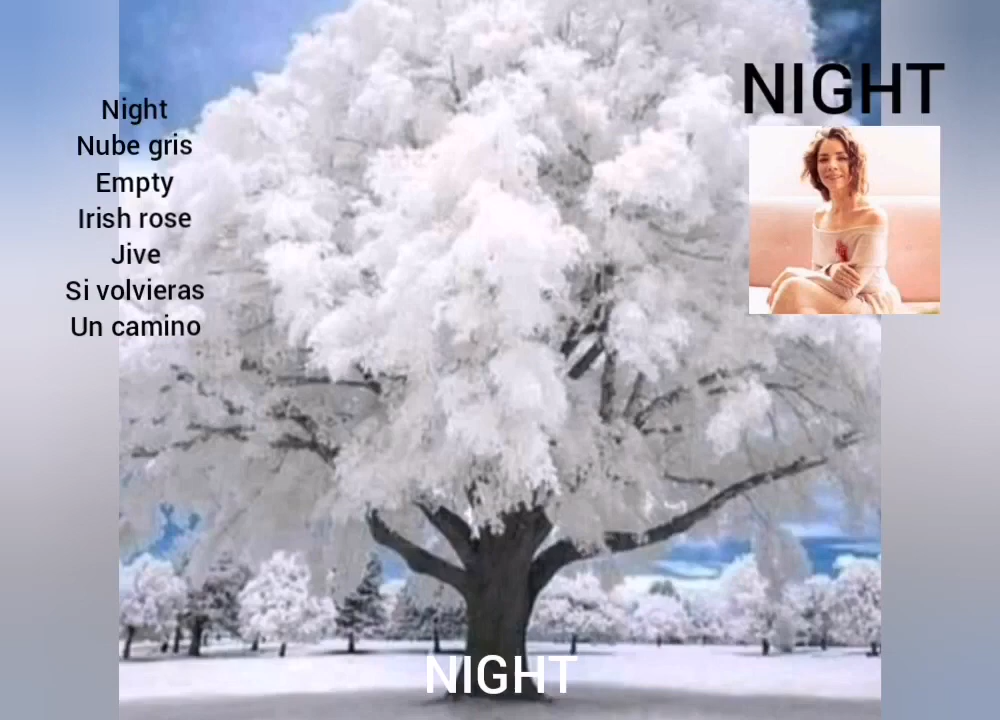 NIGHT
Night
Nube gris
Empty
Irish rose
Jive
Si volvieras
Un camino
NIGHT